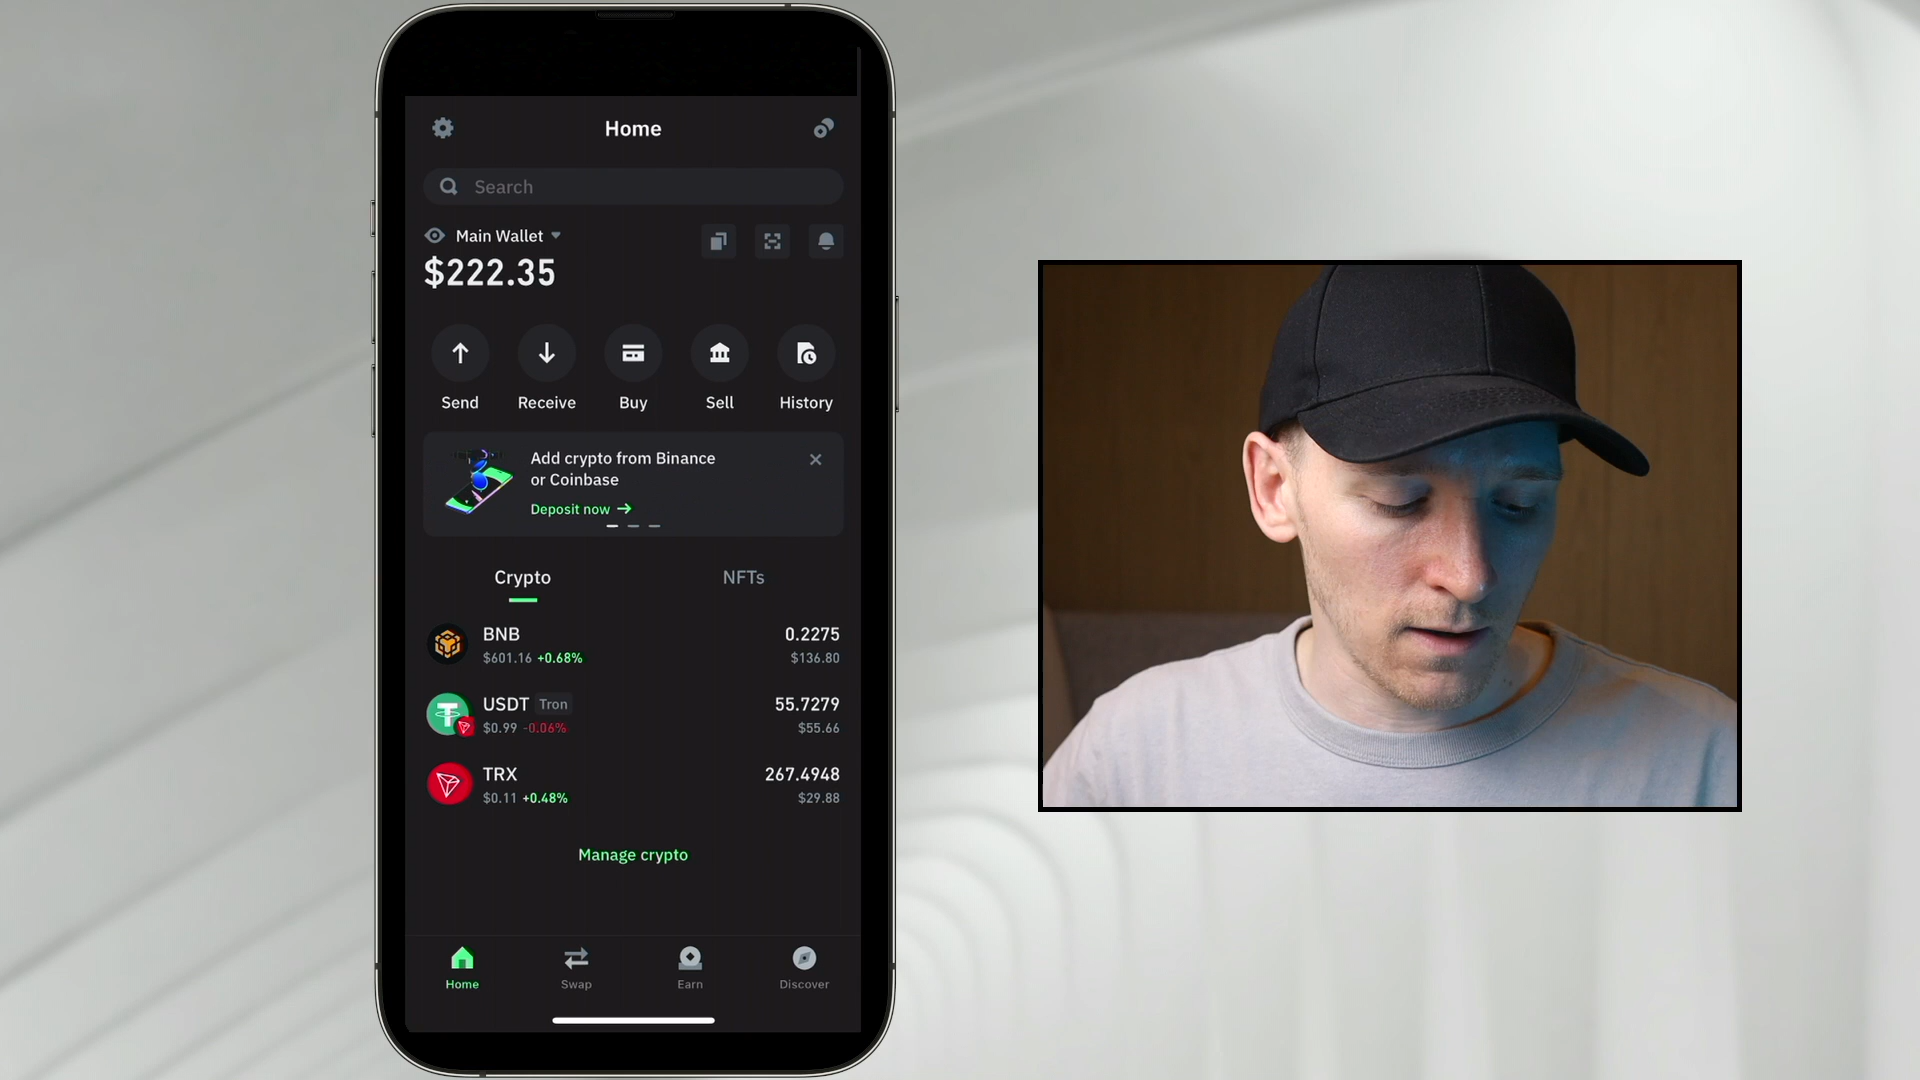 Home
Search
Main Wallet
$222.35
Send Receive Buy Sell History
Add crypto from Binance
or Coinbase
Deposit now →
Crypto NFTs
BNB 0.2275
$601.16 +0.68% $136.80
USDT Tron 55.7279
$0.99 -0.06% $55.66
TRX 267.4948
$0.11 +0.48% $29.88
Manage crypto
Home Swap Earn Discover